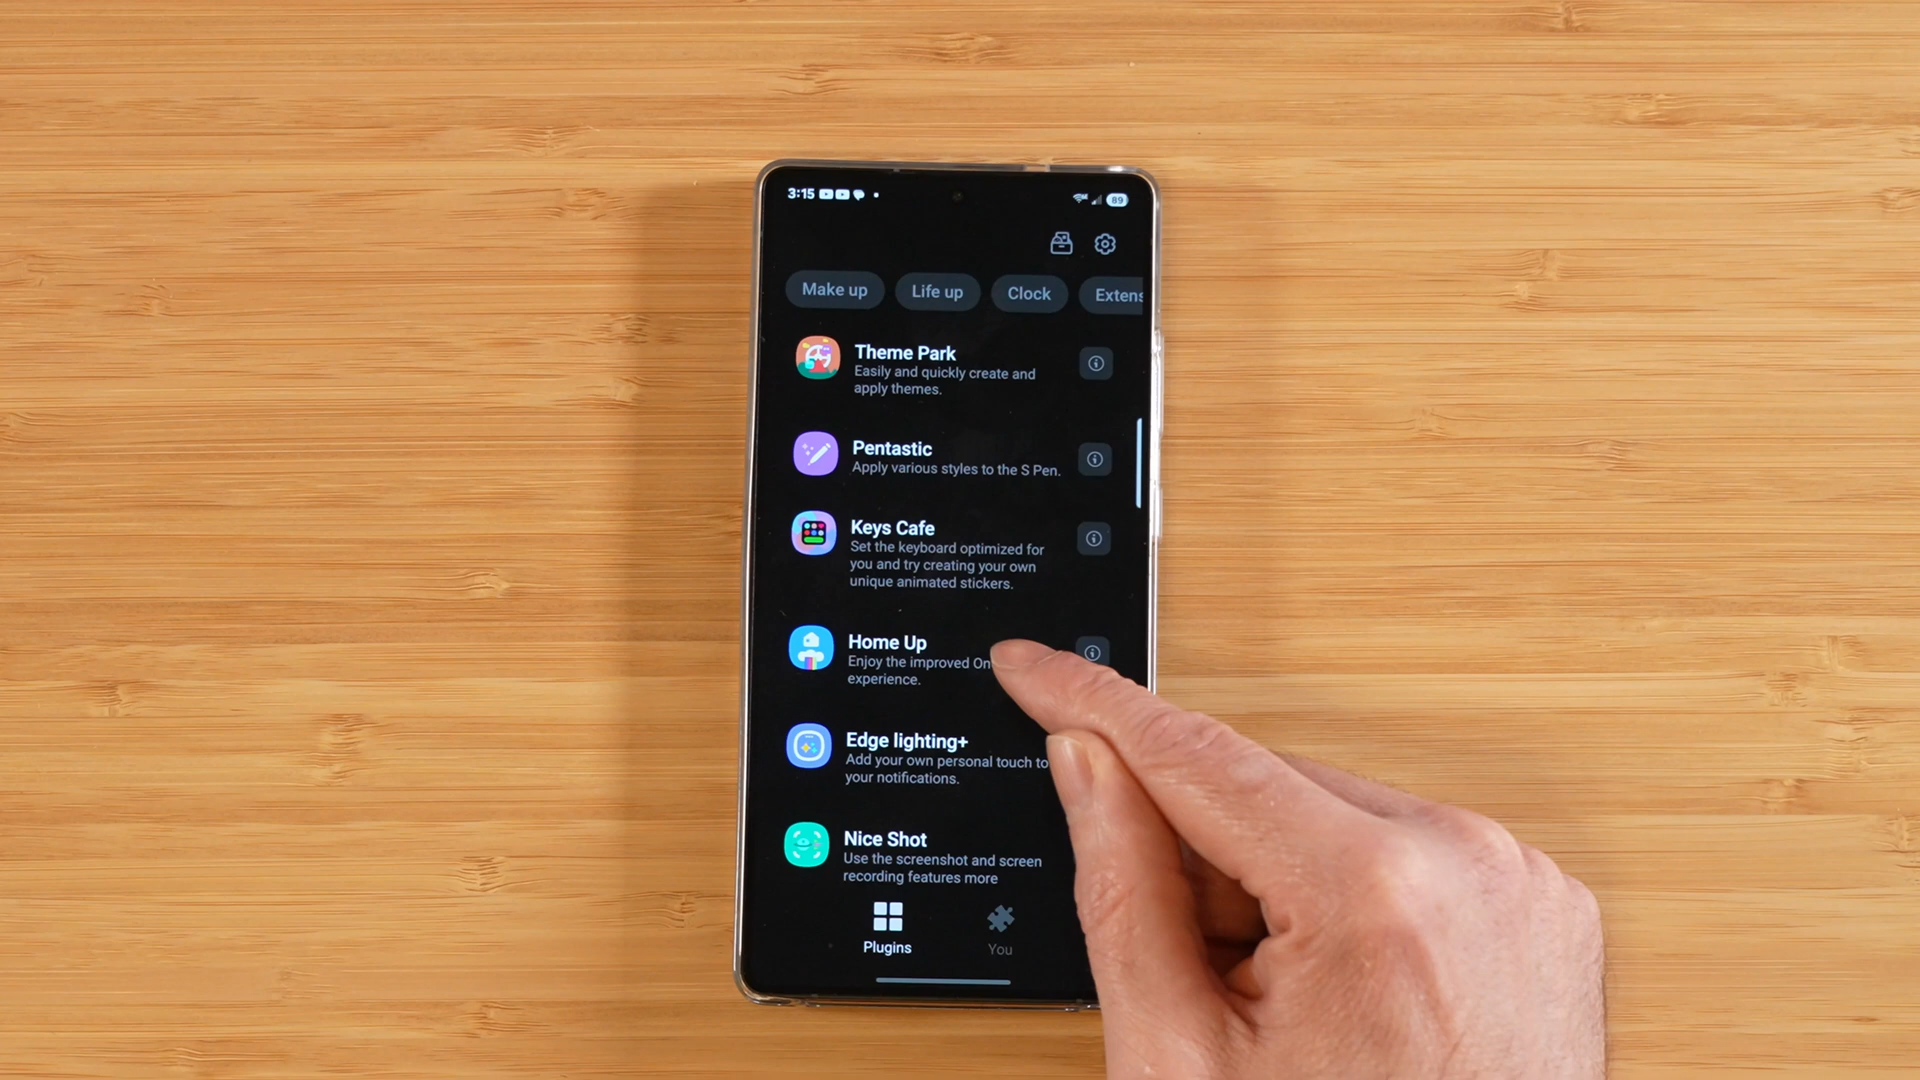 3:15
89
Make up Life up Clock Extens
Theme Park
Easily and quickly create and
apply themes.
Pentastic
Apply various styles to the S Pen.
Keys Cafe
Set the keyboard optimized for
you and try creating your own
unique animated stickers.
Home Up
Enjoy the improved On
experience.
Edge lighting+
Add your own personal touch to
your notifications.
Nice Shot
Use the screenshot and screen
recording features more
Plugins You